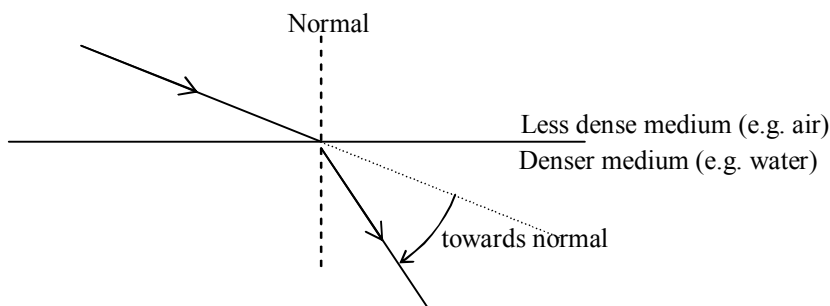 Normal
Less dense medium (e.g. air)
Denser medium (e.g. water)
towards normal